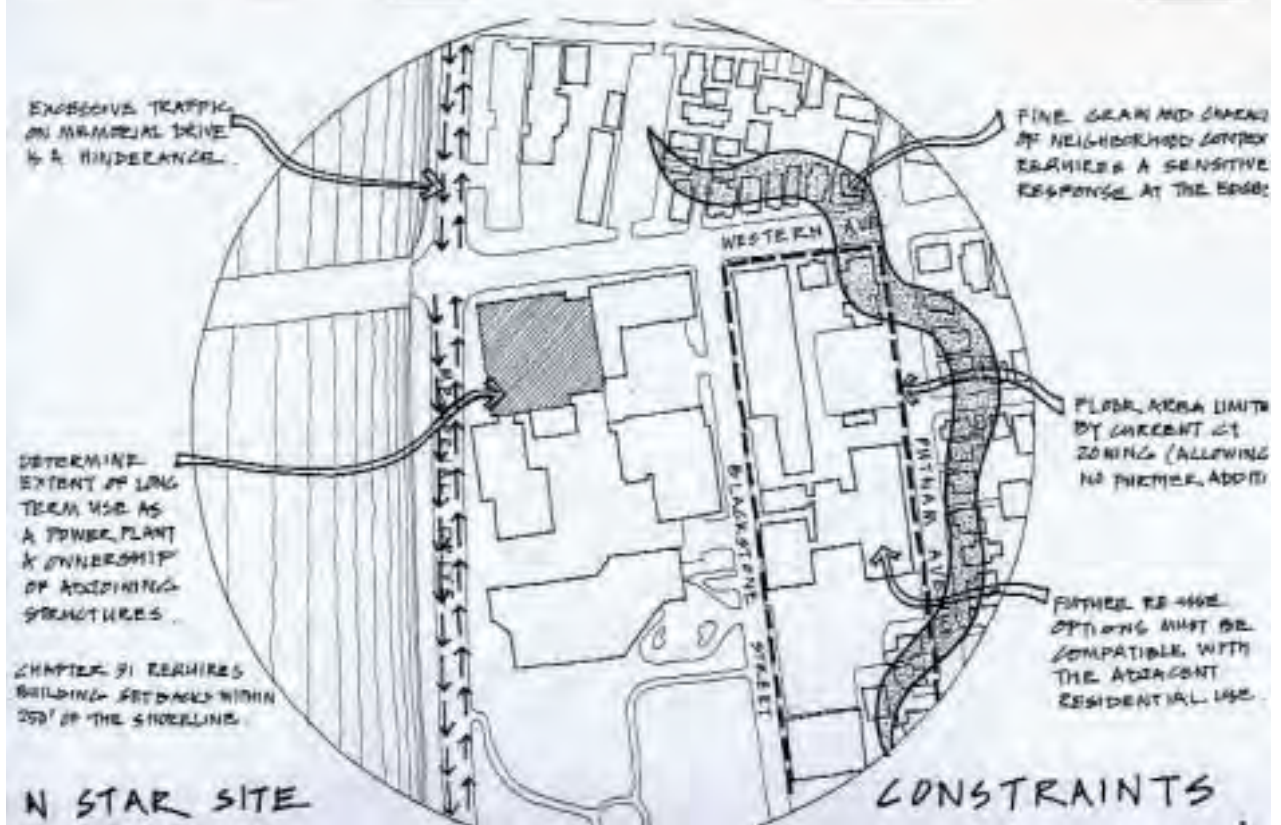 EXCESSIVE TRAFFIC
ON MEMORIAL DRIVE
IS A HINDERANCE.
FINE GRAIN AND CHARAC
OF NEIGHBORHOOD CONTEX
REQUIRES A SENSITIVE
RESPONSE AT THE EDGE
WESTERN AVE
DETERMINE
EXTENT OF LONG
TERM USE AS
A POWER PLANT
& OWNERSHIP
OF ADJOINING
STRUCTURES.
FLOOR AREA LIMITE
BY CURRENT
ZONING (ALLOWING
NO FURTHER ADDITI
BLACKSTONE STREET
PUTNAM AVENUE
FUTURE RE-USE
OPTIONS MUST BE
COMPATIBLE WITH
THE ADJACENT
RESIDENTIAL USE.
CHAPTER 91 REQUIRES
BUILDING SETBACKS WITHIN
250' OF THE SHORELINE.
N STAR SITE
CONSTRAINTS